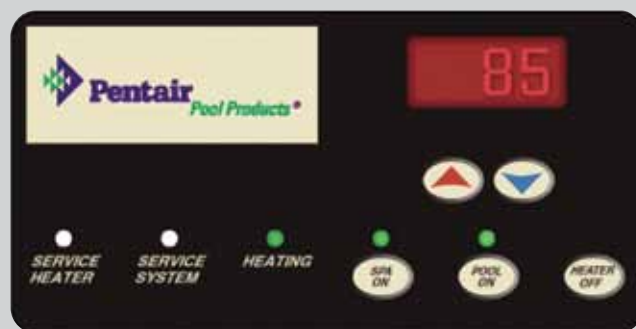 Pentair
Pool Products®
85
SERVICE
HEATER
SERVICE
SYSTEM
HEATING
SPA
ON
POOL
ON
HEATER
OFF